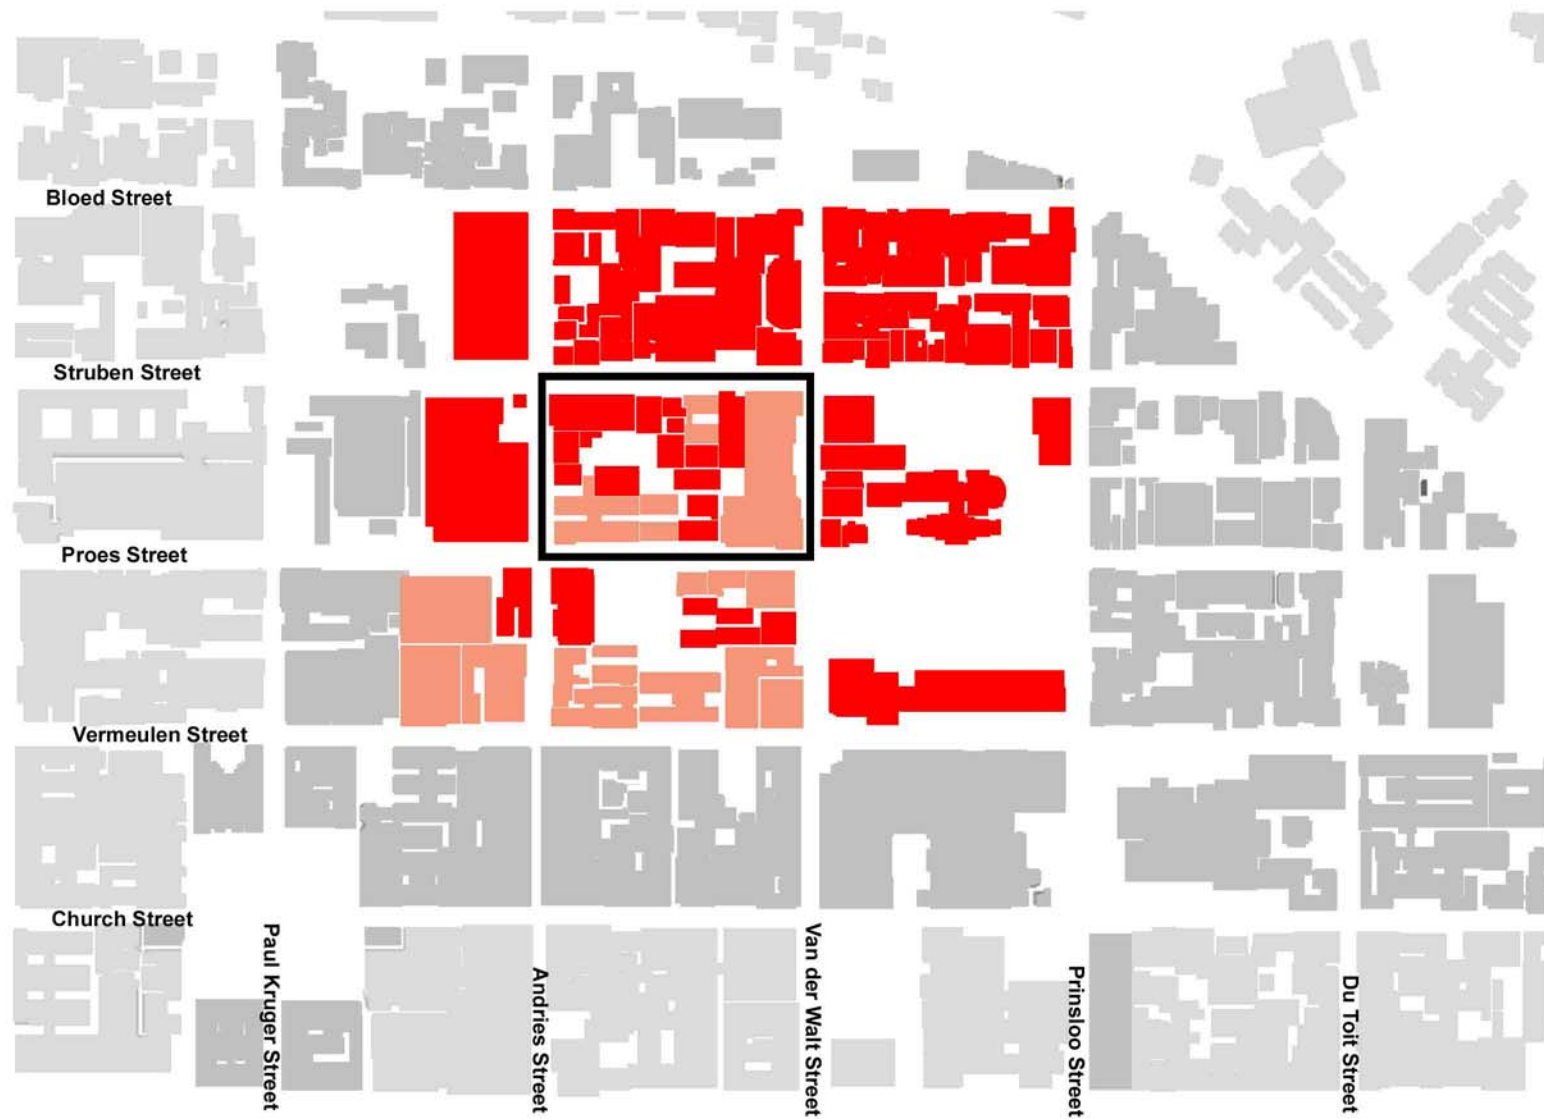 Bloed Street
Struben Street
Proes Street
Vermeulen Street
Church Street
Paul Kruger Street
Andries Street
Van der Walt Street
Prinsloo Street
Du Toit Street